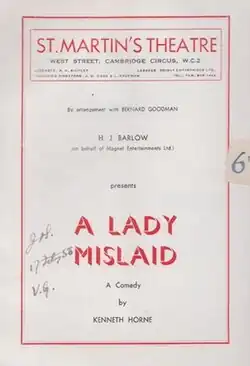 ST. MARTIN'S THEATRE
WEST STREET, CAMBRIDGE CIRCUS, W.C.2
By arrangement with BERNARD GOODMAN
H. J. BARLOW
(on behalf of Magnet Entertainments Ltd.)
presents
A LADY
MISLAID
A Comedy
by
KENNETH HORNE
6
V.G.